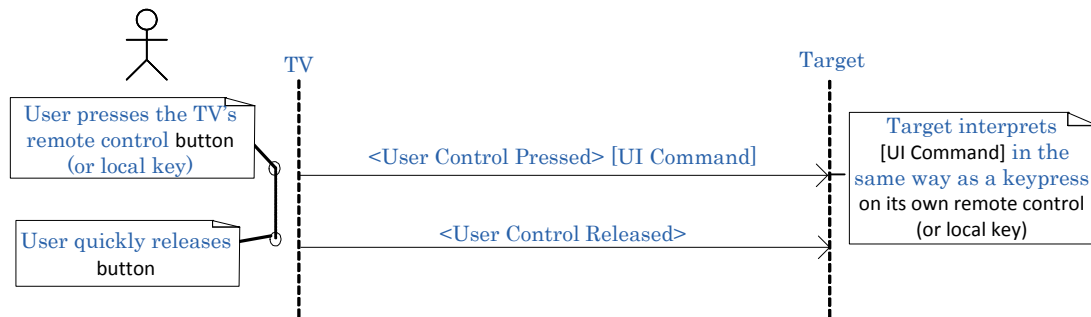 TV
Target
User presses the TV's
remote control button
(or local key)
<User Control Pressed> [UI Command]
Target interprets
[UI Command] in the
same way as a keypress
on its own remote control
(or local key)
User quickly releases
button
<User Control Released>